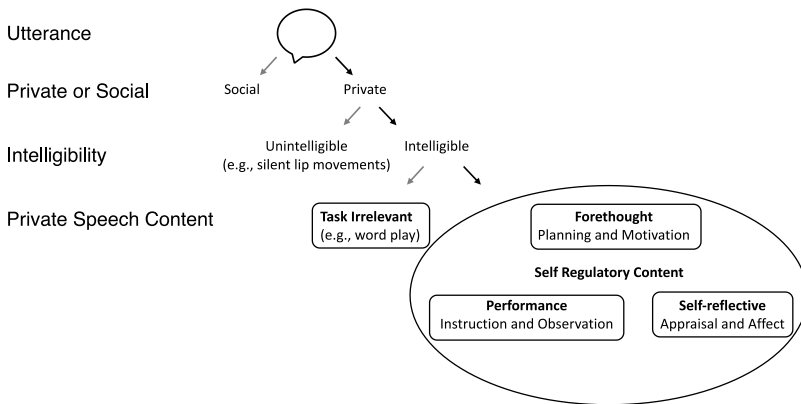 Utterance
Private or Social
Social
Private
Intelligibility
Unintelligible
(e.g., silent lip movements)
Intelligible
Private Speech Content
Task Irrelevant
(e.g., word play)
Forethought
Planning and Motivation
Self Regulatory Content
Performance
Instruction and Observation
Self-reflective
Appraisal and Affect